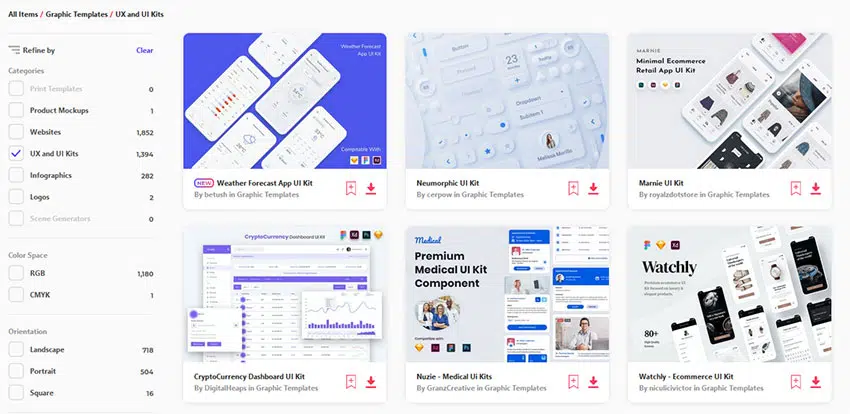 All Items / Graphic Templates / UX and UI Kits
Refine by
Clear
Categories
Print Templates 0
Product Mockups 1
Websites 1,852
UX and UI Kits 1,394
Infographics 282
Logos 2
Scene Generators 0
Color Space
RGB 1,180
CMYK 1
Orientation
Landscape 718
Portrait 504
Square 16
Weather Forecast
App UI Kit
Compatible With
NEW Weather Forecast App UI Kit
By betush in Graphic Templates
Button
23
minutes
Dropdown
Subitem 1
Melissa Morillo
Neumorphic UI Kit
By cerpow in Graphic Templates
MARNIE
Minimal Ecommerce
Retail App UI Kit
Marnie UI Kit
By royalzdotstore in Graphic Templates
CryptoCurrency Dashboard UI Kit
CryptoCurrency Dashboard UI Kit
By DigitalHeaps in Graphic Templates
Medical
Premium
Medical UI Kit
Component
Nuzie - Medical Ui Kits
By GranzCreative in Graphic Templates
Xd
Watchly
80+
Watchly - Ecommerce UI Kit
By niculicivictor in Graphic Templates